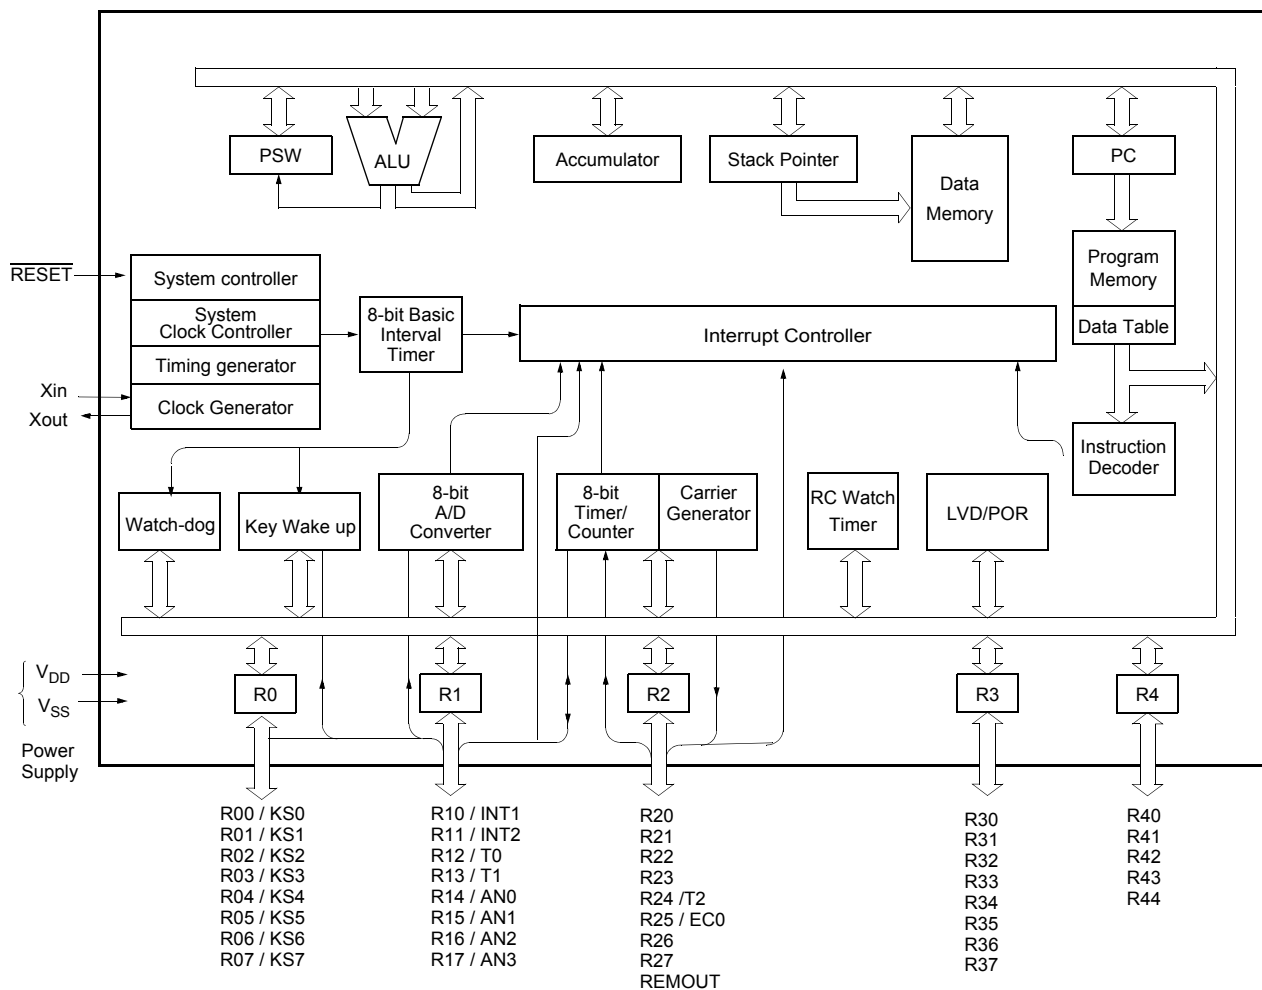 PSW
ALU
Accumulator
Stack Pointer
Data
Memory
PC
Program
Memory
Data Table
RESET
System controller
System
Clock Controller
Timing generator
Clock Generator
Xin
Xout
8-bit Basic
Interval
Timer
Interrupt Controller
Instruction
Decoder
Watch-dog
Key Wake up
8-bit
A/D
Converter
8-bit
Timer/
Counter
Carrier
Generator
RC Watch
Timer
LVD/POR
VDD
VSS
Power
Supply
R0
R1
R2
R3
R4
R00 / KS0
R01 / KS1
R02 / KS2
R03 / KS3
R04 / KS4
R05 / KS5
R06 / KS6
R07 / KS7
R10 / INT1
R11 / INT2
R12 / T0
R13 / T1
R14 / AN0
R15 / AN1
R16 / AN2
R17 / AN3
R20
R21
R22
R23
R24 /T2
R25 / EC0
R26
R27
REMOUT
R30
R31
R32
R33
R34
R35
R36
R37
R40
R41
R42
R43
R44